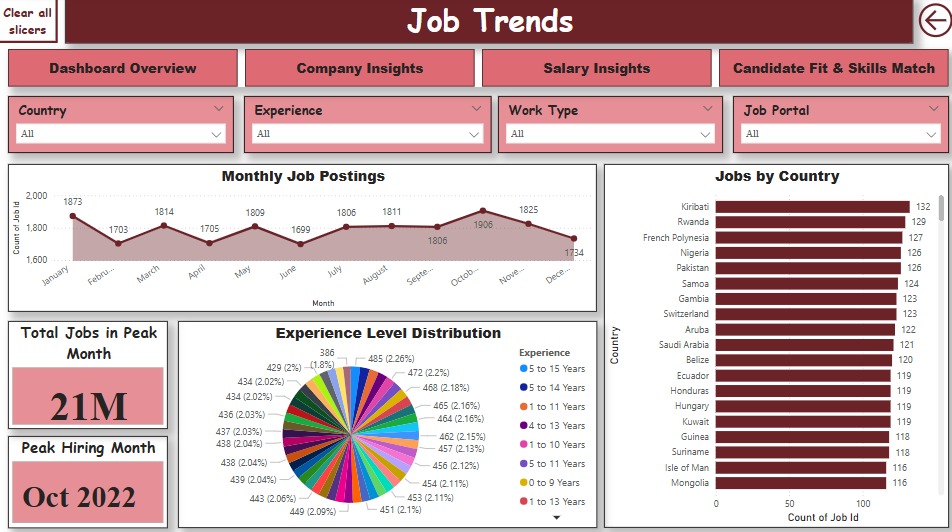 Clear all
slicers
Job Trends
Dashboard Overview
Company Insights
Salary Insights
Candidate Fit & Skills Match
Country
All
Experience
All
Work Type
All
Job Portal
All
Monthly Job Postings
Count of Job Id
2,000
1,800
1,600
1873
1703
1814
1705
1809
1699
1806
1811
1806
1906
1825
1734
January
Febru...
March
April
May
June
July
August
Septe...
Octob...
Nove...
Dece...
Month
Total Jobs in Peak
Month
21M
Peak Hiring Month
Oct 2022
Experience Level Distribution
485 (2.26%)
472 (2.2%)
468 (2.18%)
465 (2.16%)
464 (2.16%)
462 (2.15%)
457 (2.13%)
456 (2.12%)
454 (2.11%)
453 (2.11%)
451 (2.1%)
449 (2.09%)
443 (2.06%)
439 (2.04%)
438 (2.04%)
438 (2.04%)
437 (2.03%)
436 (2.03%)
434 (2.02%)
434 (2.02%)
429 (2%)
386
(1.8%)
Experience
5 to 15 Years
5 to 14 Years
1 to 11 Years
4 to 13 Years
1 to 10 Years
5 to 11 Years
0 to 9 Years
1 to 13 Years
Jobs by Country
Country
Kiribati 132
Rwanda 129
French Polynesia 127
Nigeria 126
Pakistan 126
Samoa 124
Gambia 123
Switzerland 123
Aruba 122
Saudi Arabia 121
Belize 120
Ecuador 119
Honduras 119
Hungary 119
Kuwait 119
Guinea 118
Suriname 118
Isle of Man 116
Mongolia 116
0 50 100
Count of Job Id